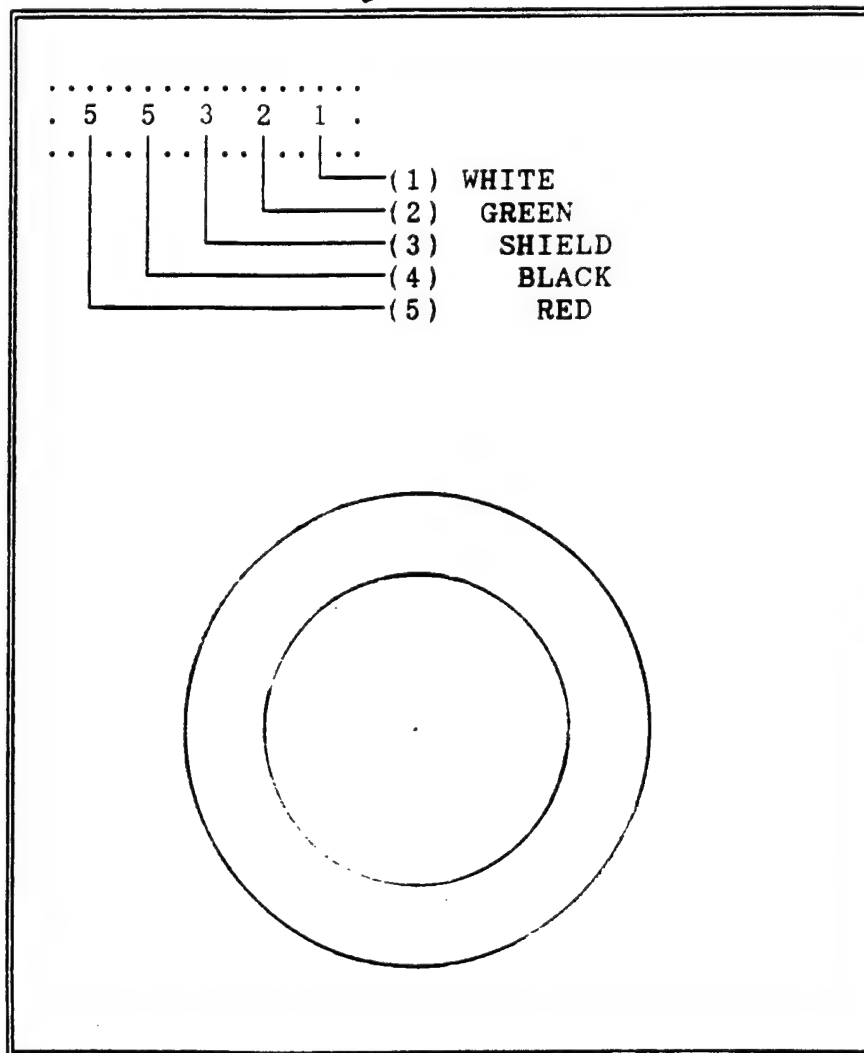 . 5 5 3 2 1 .
(1) WHITE
(2) GREEN
(3) SHIELD
(4) BLACK
(5) RED